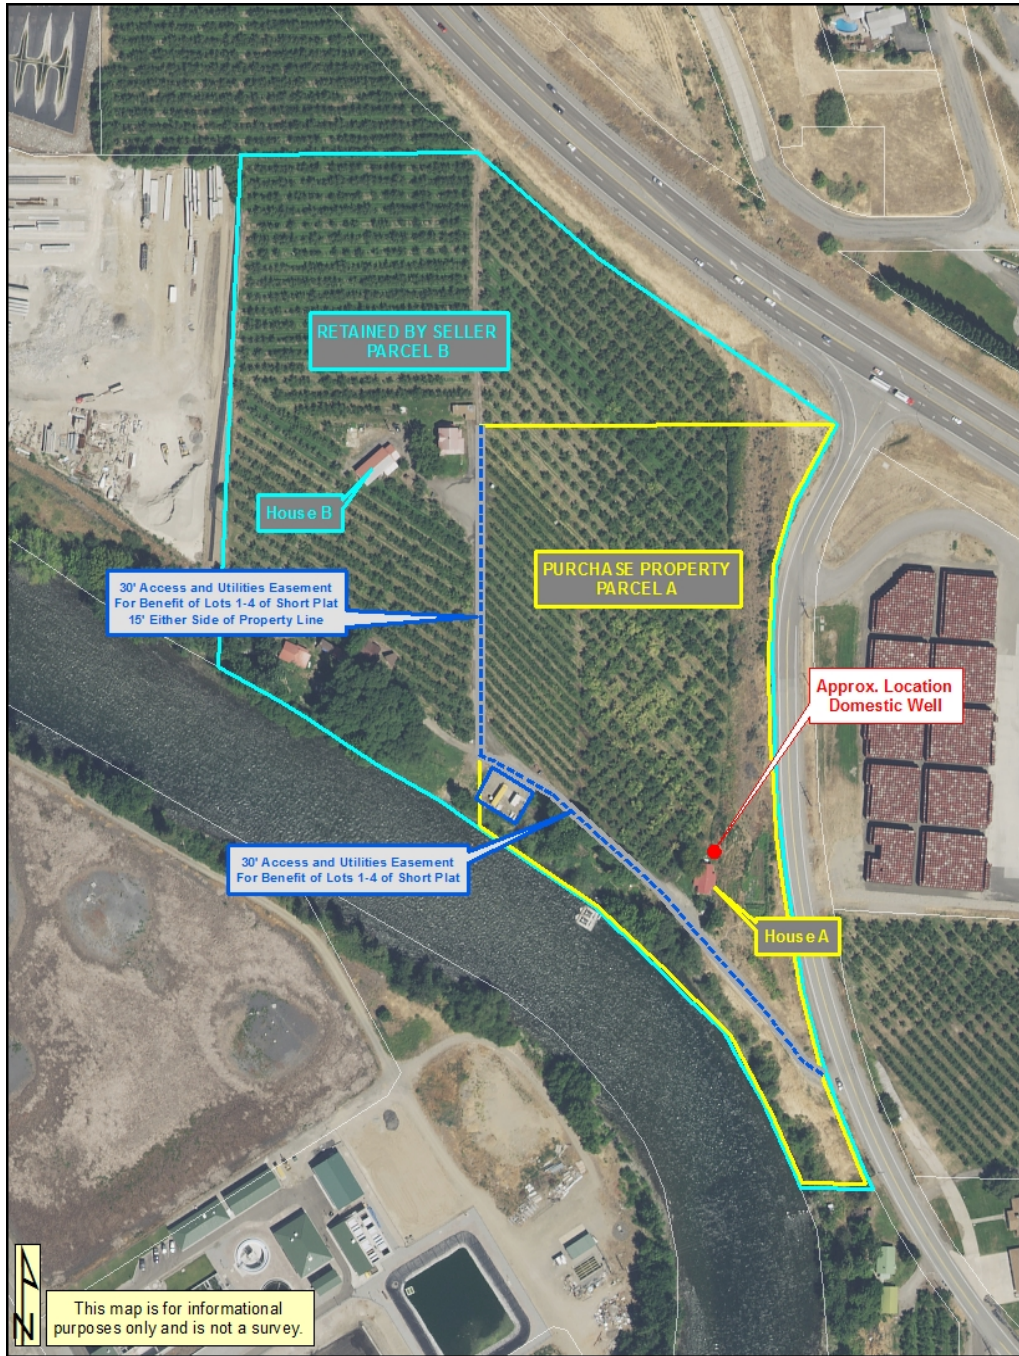 RETAINED BY SELLER
PARCEL B
House B
PURCHASE PROPERTY
PARCEL A
30' Access and Utilities Easement
For Benefit of Lots 1-4 of Short Plat
15' Either Side of Property Line
Approx. Location
Domestic Well
30' Access and Utilities Easement
For Benefit of Lots 1-4 of Short Plat
House A
N
This map is for informational
purposes only and is not a survey.